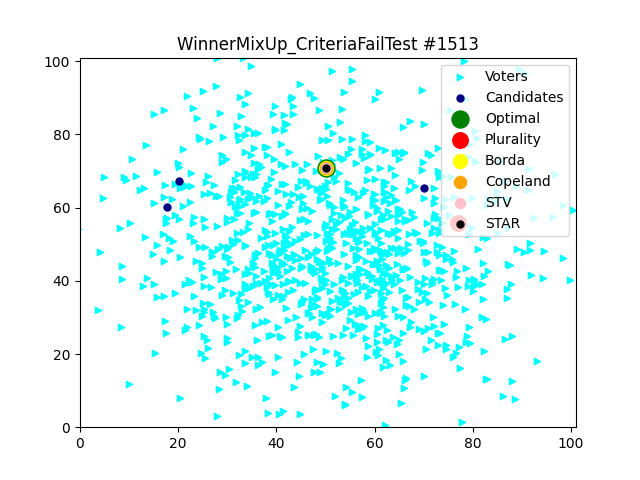 WinnerMixUp_CriteriaFailTest #1513
100
80
60
40
20
0
0 20 40 60 80 100
Voters
Candidates
Optimal
Plurality
Borda
Copeland
STV
STAR